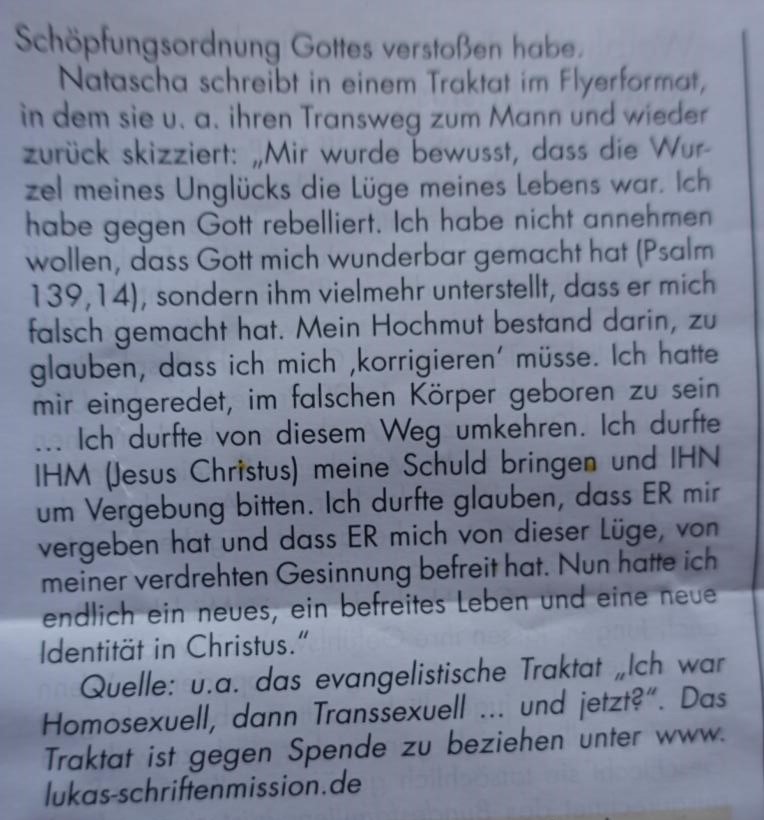 Schöpfungsordnung Gottes verstoßen habe.
Natascha schreibt in einem Traktat im Flyerformat,
in dem sie u. a. ihren Transweg zum Mann und wieder
zurück skizziert: „Mir wurde bewusst, dass die Wur-
zel meines Unglücks die Lüge meines Lebens war. Ich
habe gegen Gott rebelliert. Ich habe nicht annehmen
wollen, dass Gott mich wunderbar gemacht hat (Psalm
139,14), sondern ihm vielmehr unterstellt, dass er mich
falsch gemacht hat. Mein Hochmut bestand darin, zu
glauben, dass ich mich ‚korrigieren‘ müsse. Ich hatte
mir eingeredet, im falschen Körper geboren zu sein
... Ich durfte von diesem Weg umkehren. Ich durfte
IHM (Jesus Christus) meine Schuld bringen und IHN
um Vergebung bitten. Ich durfte glauben, dass ER mir
vergeben hat und dass ER mich von dieser Lüge, von
meiner verdrehten Gesinnung befreit hat. Nun hatte ich
endlich ein neues, ein befreites Leben und eine neue
Identität in Christus.“
Quelle: u.a. das evangelistische Traktat „Ich war
Homosexuell, dann Transsexuell ... und jetzt?“. Das
Traktat ist gegen Spende zu beziehen unter www.
lukas-schriftenmission.de